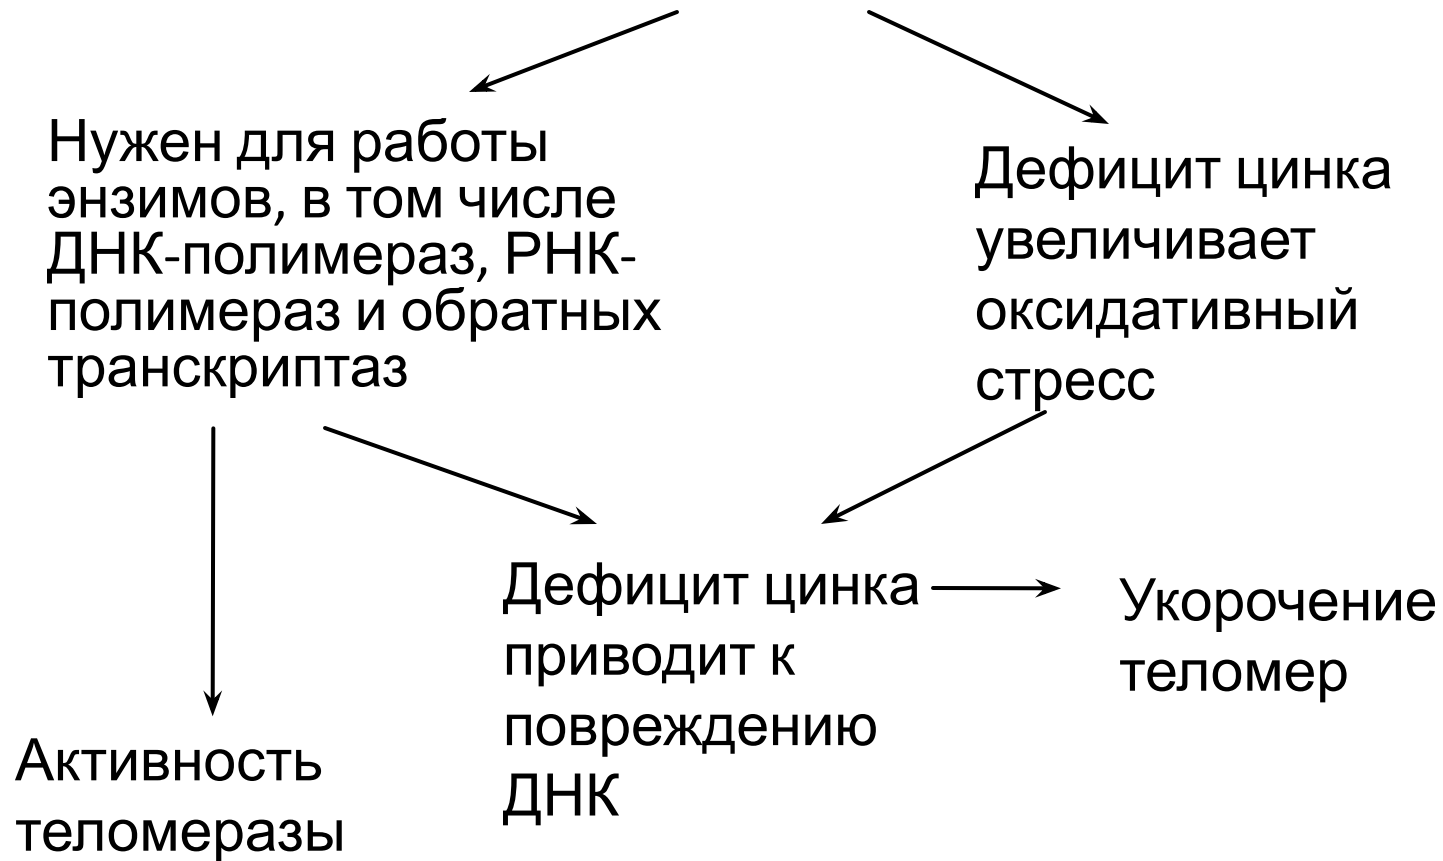 Нужен для работы
энзимов, в том числе
ДНК-полимераз, РНК-
полимераз и обратных
транскриптаз
Дефицит цинка
увеличивает
оксидативный
стресс
Дефицит цинка
приводит к
повреждению
ДНК
Укорочение
теломер
Активность
теломеразы